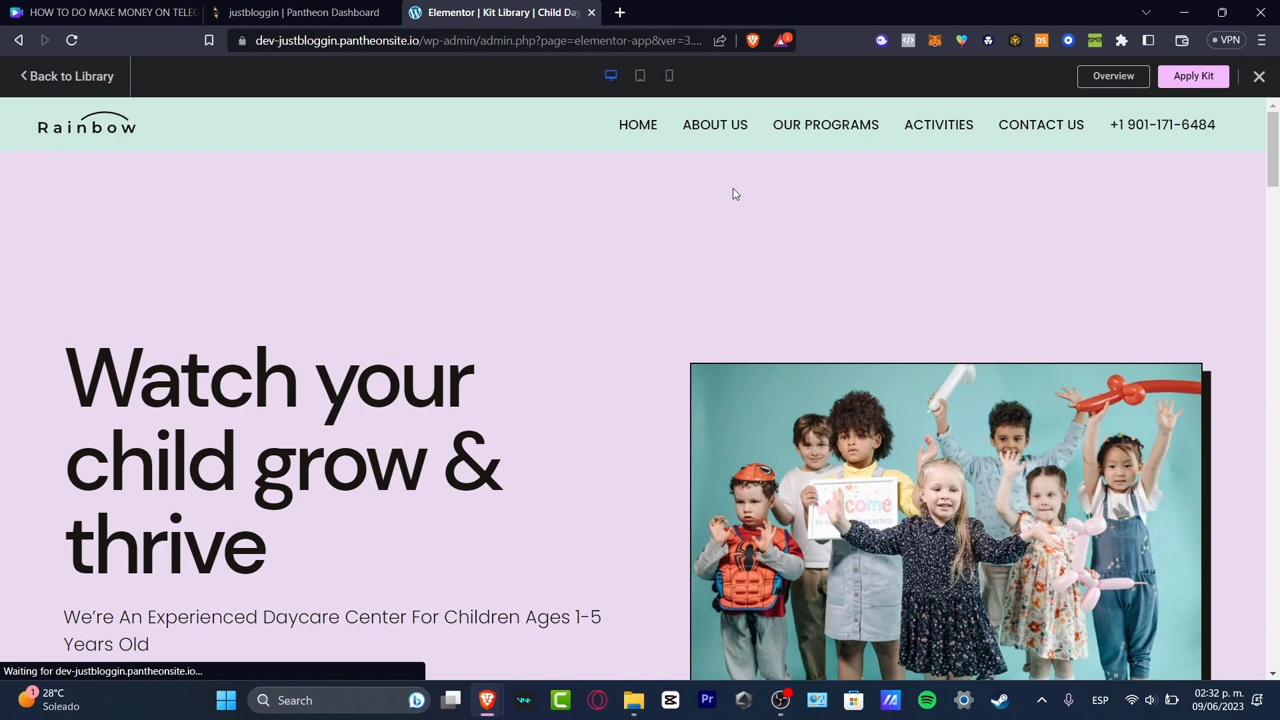 HOW TO DO MAKE MONEY ON TELEG
justbloggin | Pantheon Dashboard
Elementor | Kit Library | Child Day
dev-justbloggin.pantheonsite.io/wp-admin/admin.php?page=elementor-app&ver=3....
3
DS
VPN
Back to Library
Overview
Apply Kit
Rainbow
HOME
ABOUT US
OUR PROGRAMS
ACTIVITIES
CONTACT US
+1 901-171-6484
Watch your
child grow &
thrive
We're An Experienced Daycare Center For Children Ages 1-5
Years Old
Waiting for dev-justbloggin.pantheonsite.io...
1
28°C
Soleado
Search
Pr
ESP
02:32 p. m.
09/06/2023